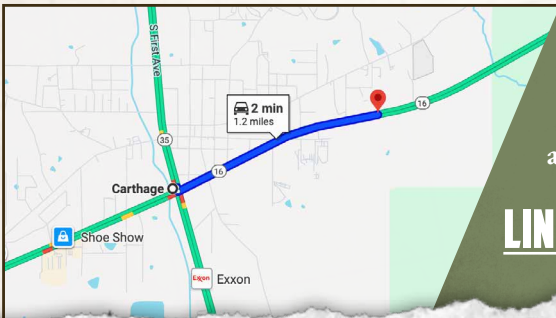 S First Ave
2 min
1.2 miles
16
35
16
Carthage
Shoe Show
Exxon
Exxon
a
LIN